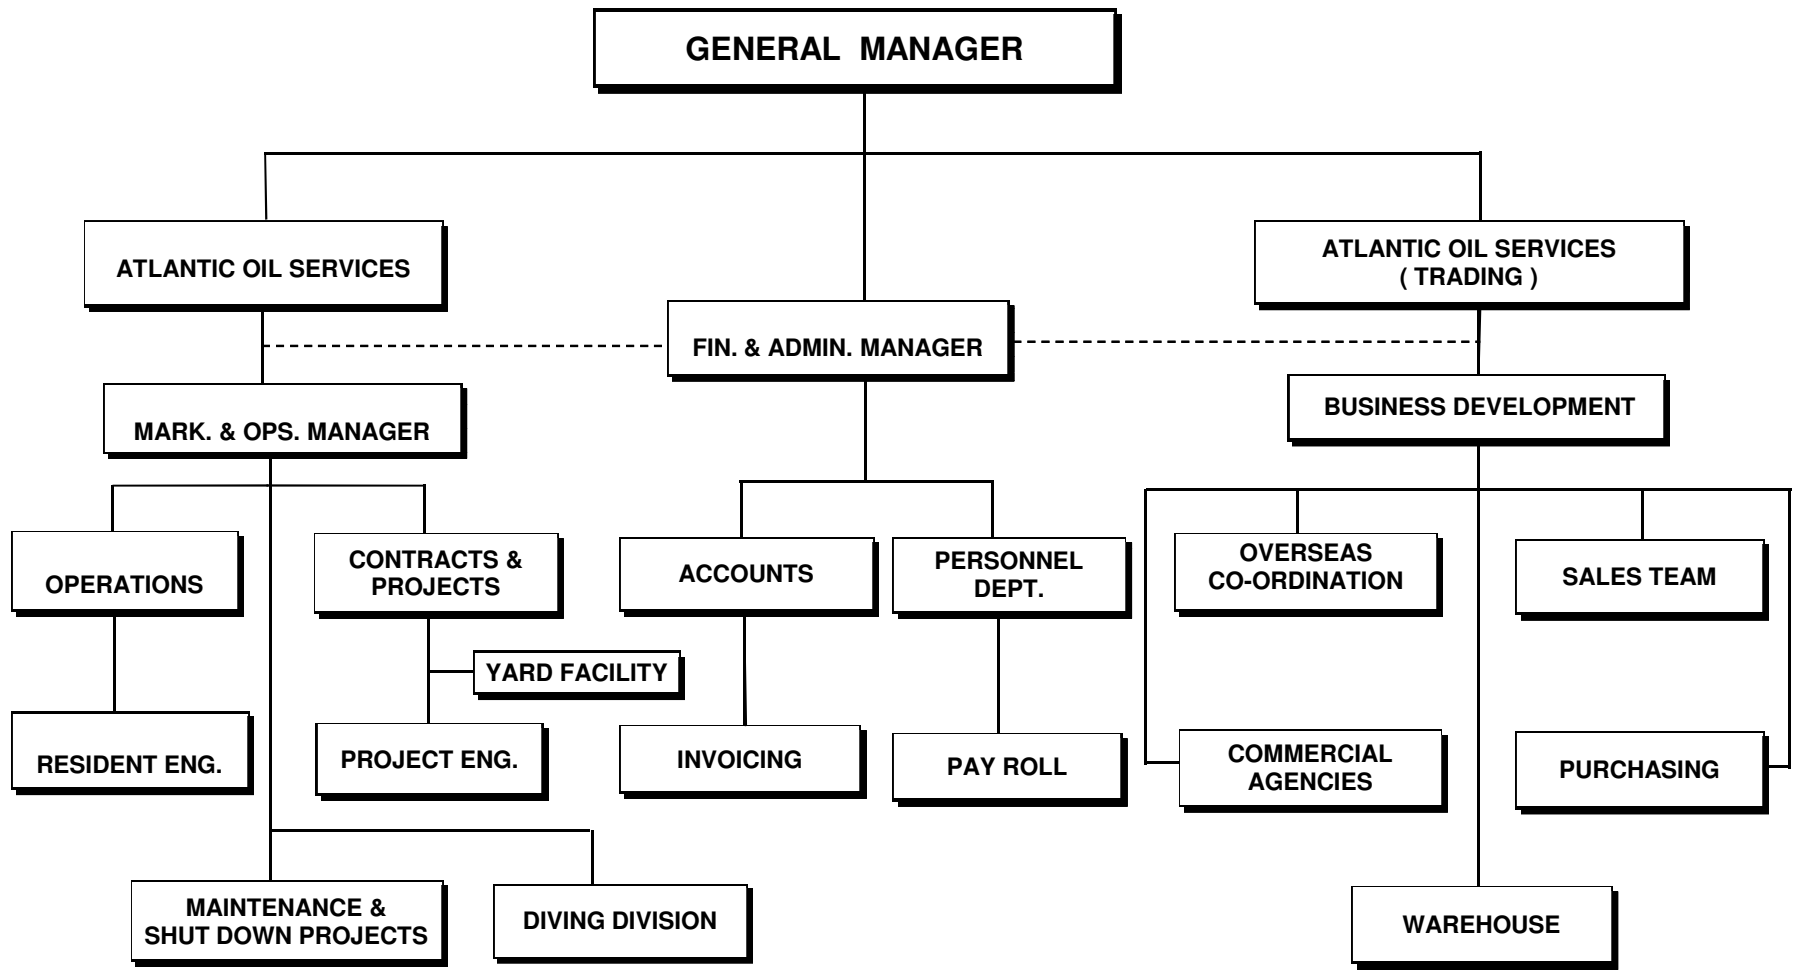 GENERAL MANAGER
ATLANTIC OIL SERVICES
ATLANTIC OIL SERVICES
( TRADING )
FIN. & ADMIN. MANAGER
MARK. & OPS. MANAGER
BUSINESS DEVELOPMENT
OPERATIONS
CONTRACTS &
PROJECTS
ACCOUNTS
PERSONNEL
DEPT.
OVERSEAS
CO-ORDINATION
SALES TEAM
YARD FACILITY
RESIDENT ENG.
PROJECT ENG.
INVOICING
PAY ROLL
COMMERCIAL
AGENCIES
PURCHASING
MAINTENANCE &
SHUT DOWN PROJECTS
DIVING DIVISION
WAREHOUSE